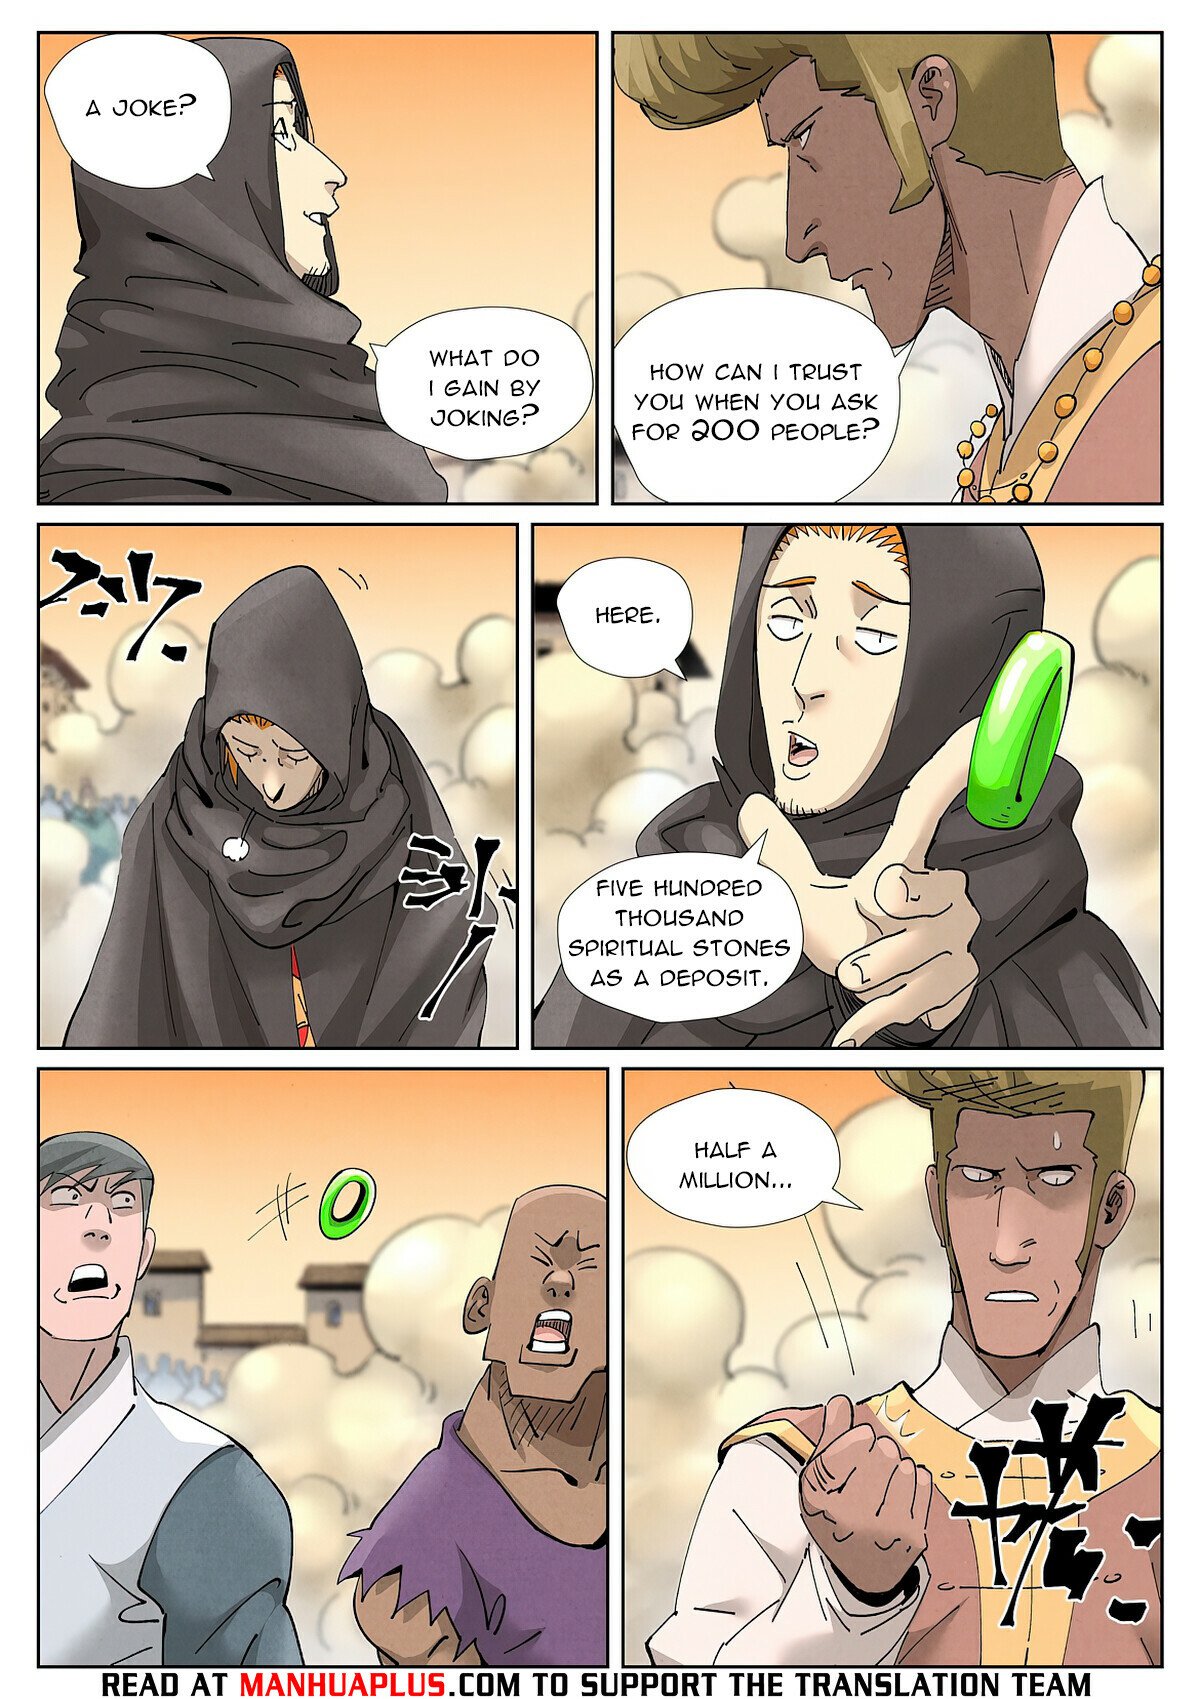 A JOKE?
WHAT DO
I GAIN BY
JOKING?
HOW CAN I TRUST
YOU WHEN YOU ASK
FOR 200 PEOPLE?
HERE.
FIVE HUNDRED
THOUSAND
SPIRITUAL STONES
AS A DEPOSIT.
HALF A
MILLION...
READ AT MANHUAPLUS.COM TO SUPPORT THE TRANSLATION TEAM